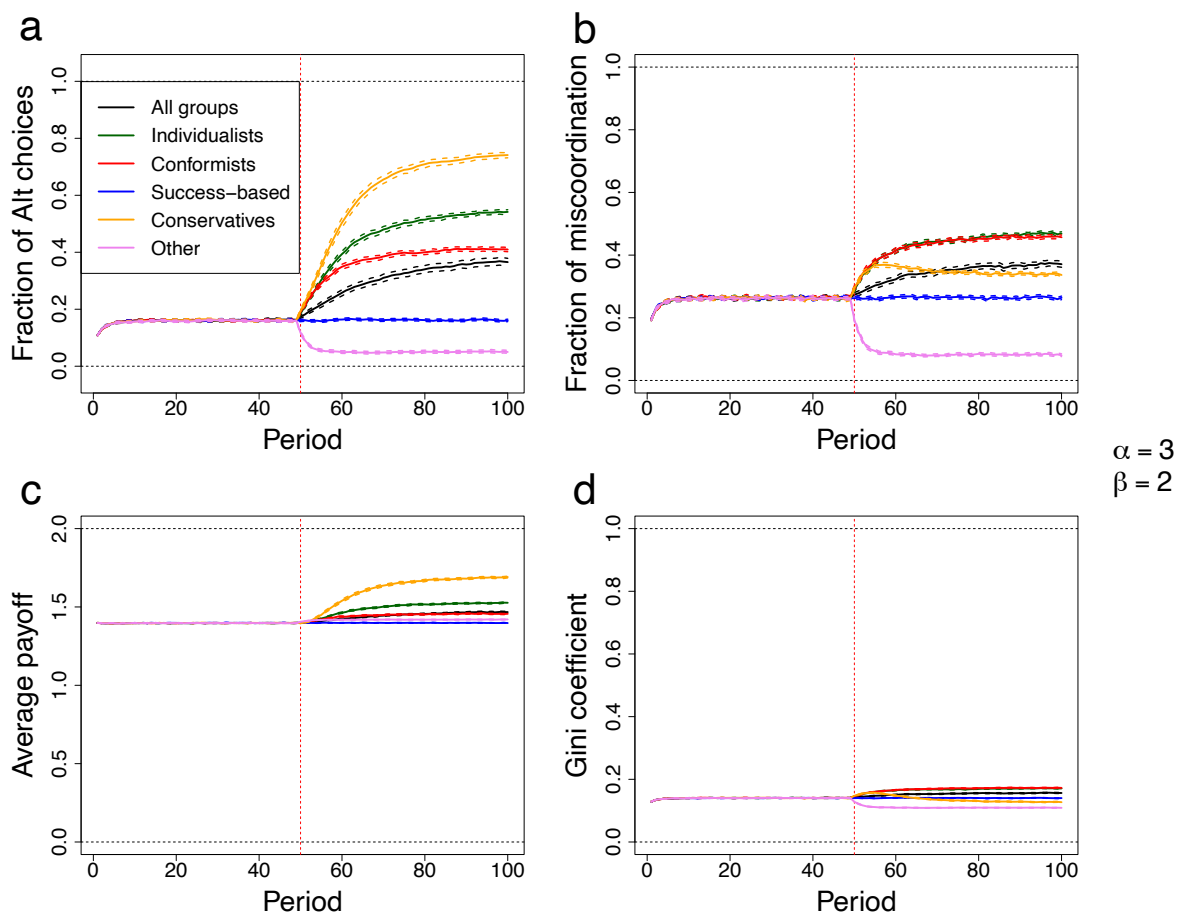 a
Fraction of Alt choices
0.0 0.2 0.4 0.6 0.8 1.0
All groups
Individualists
Conformists
Success−based
Conservatives
Other
0 20 40 60 80 100
Period
b
Fraction of miscoordination
0.0 0.2 0.4 0.6 0.8 1.0
0 20 40 60 80 100
Period
α = 3
β = 2
c
Average payoff
0.0 0.5 1.0 1.5 2.0
0 20 40 60 80 100
Period
d
Gini coefficient
0.0 0.2 0.4 0.6 0.8 1.0
0 20 40 60 80 100
Period